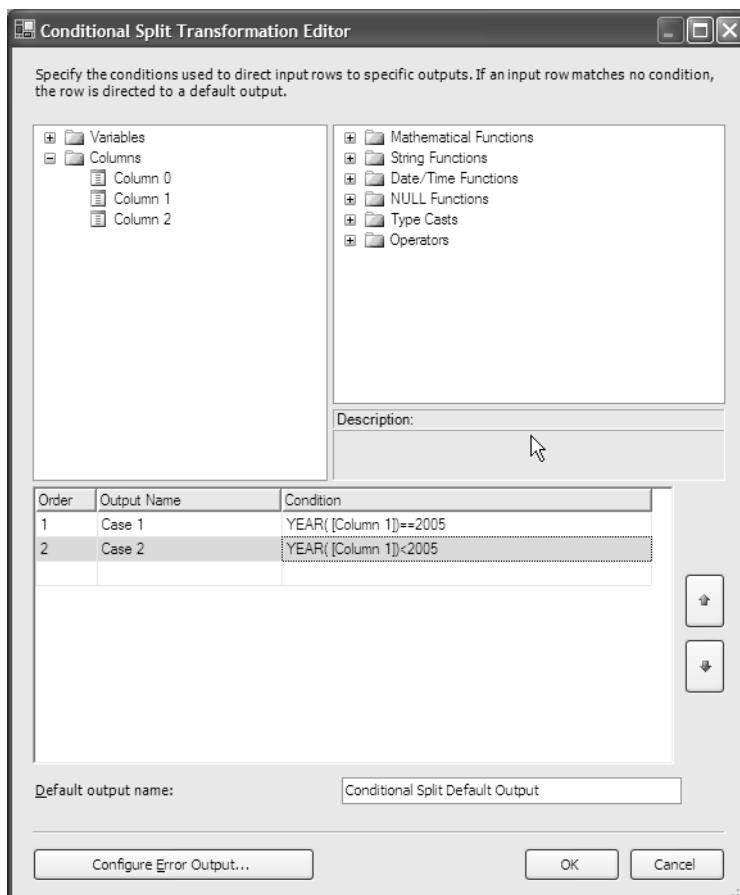 Conditional Split Transformation Editor
Specify the conditions used to direct input rows to specific outputs. If an input row matches no condition,
the row is directed to a default output.
Variables
Columns
Column 0
Column 1
Column 2
Mathematical Functions
String Functions
Date/Time Functions
NULL Functions
Type Casts
Operators
Description:
Order Output Name Condition
1 Case 1 YEAR( [Column 1])==2005
2 Case 2 YEAR( [Column 1])<2005
Default output name: Conditional Split Default Output
Configure Error Output... OK Cancel